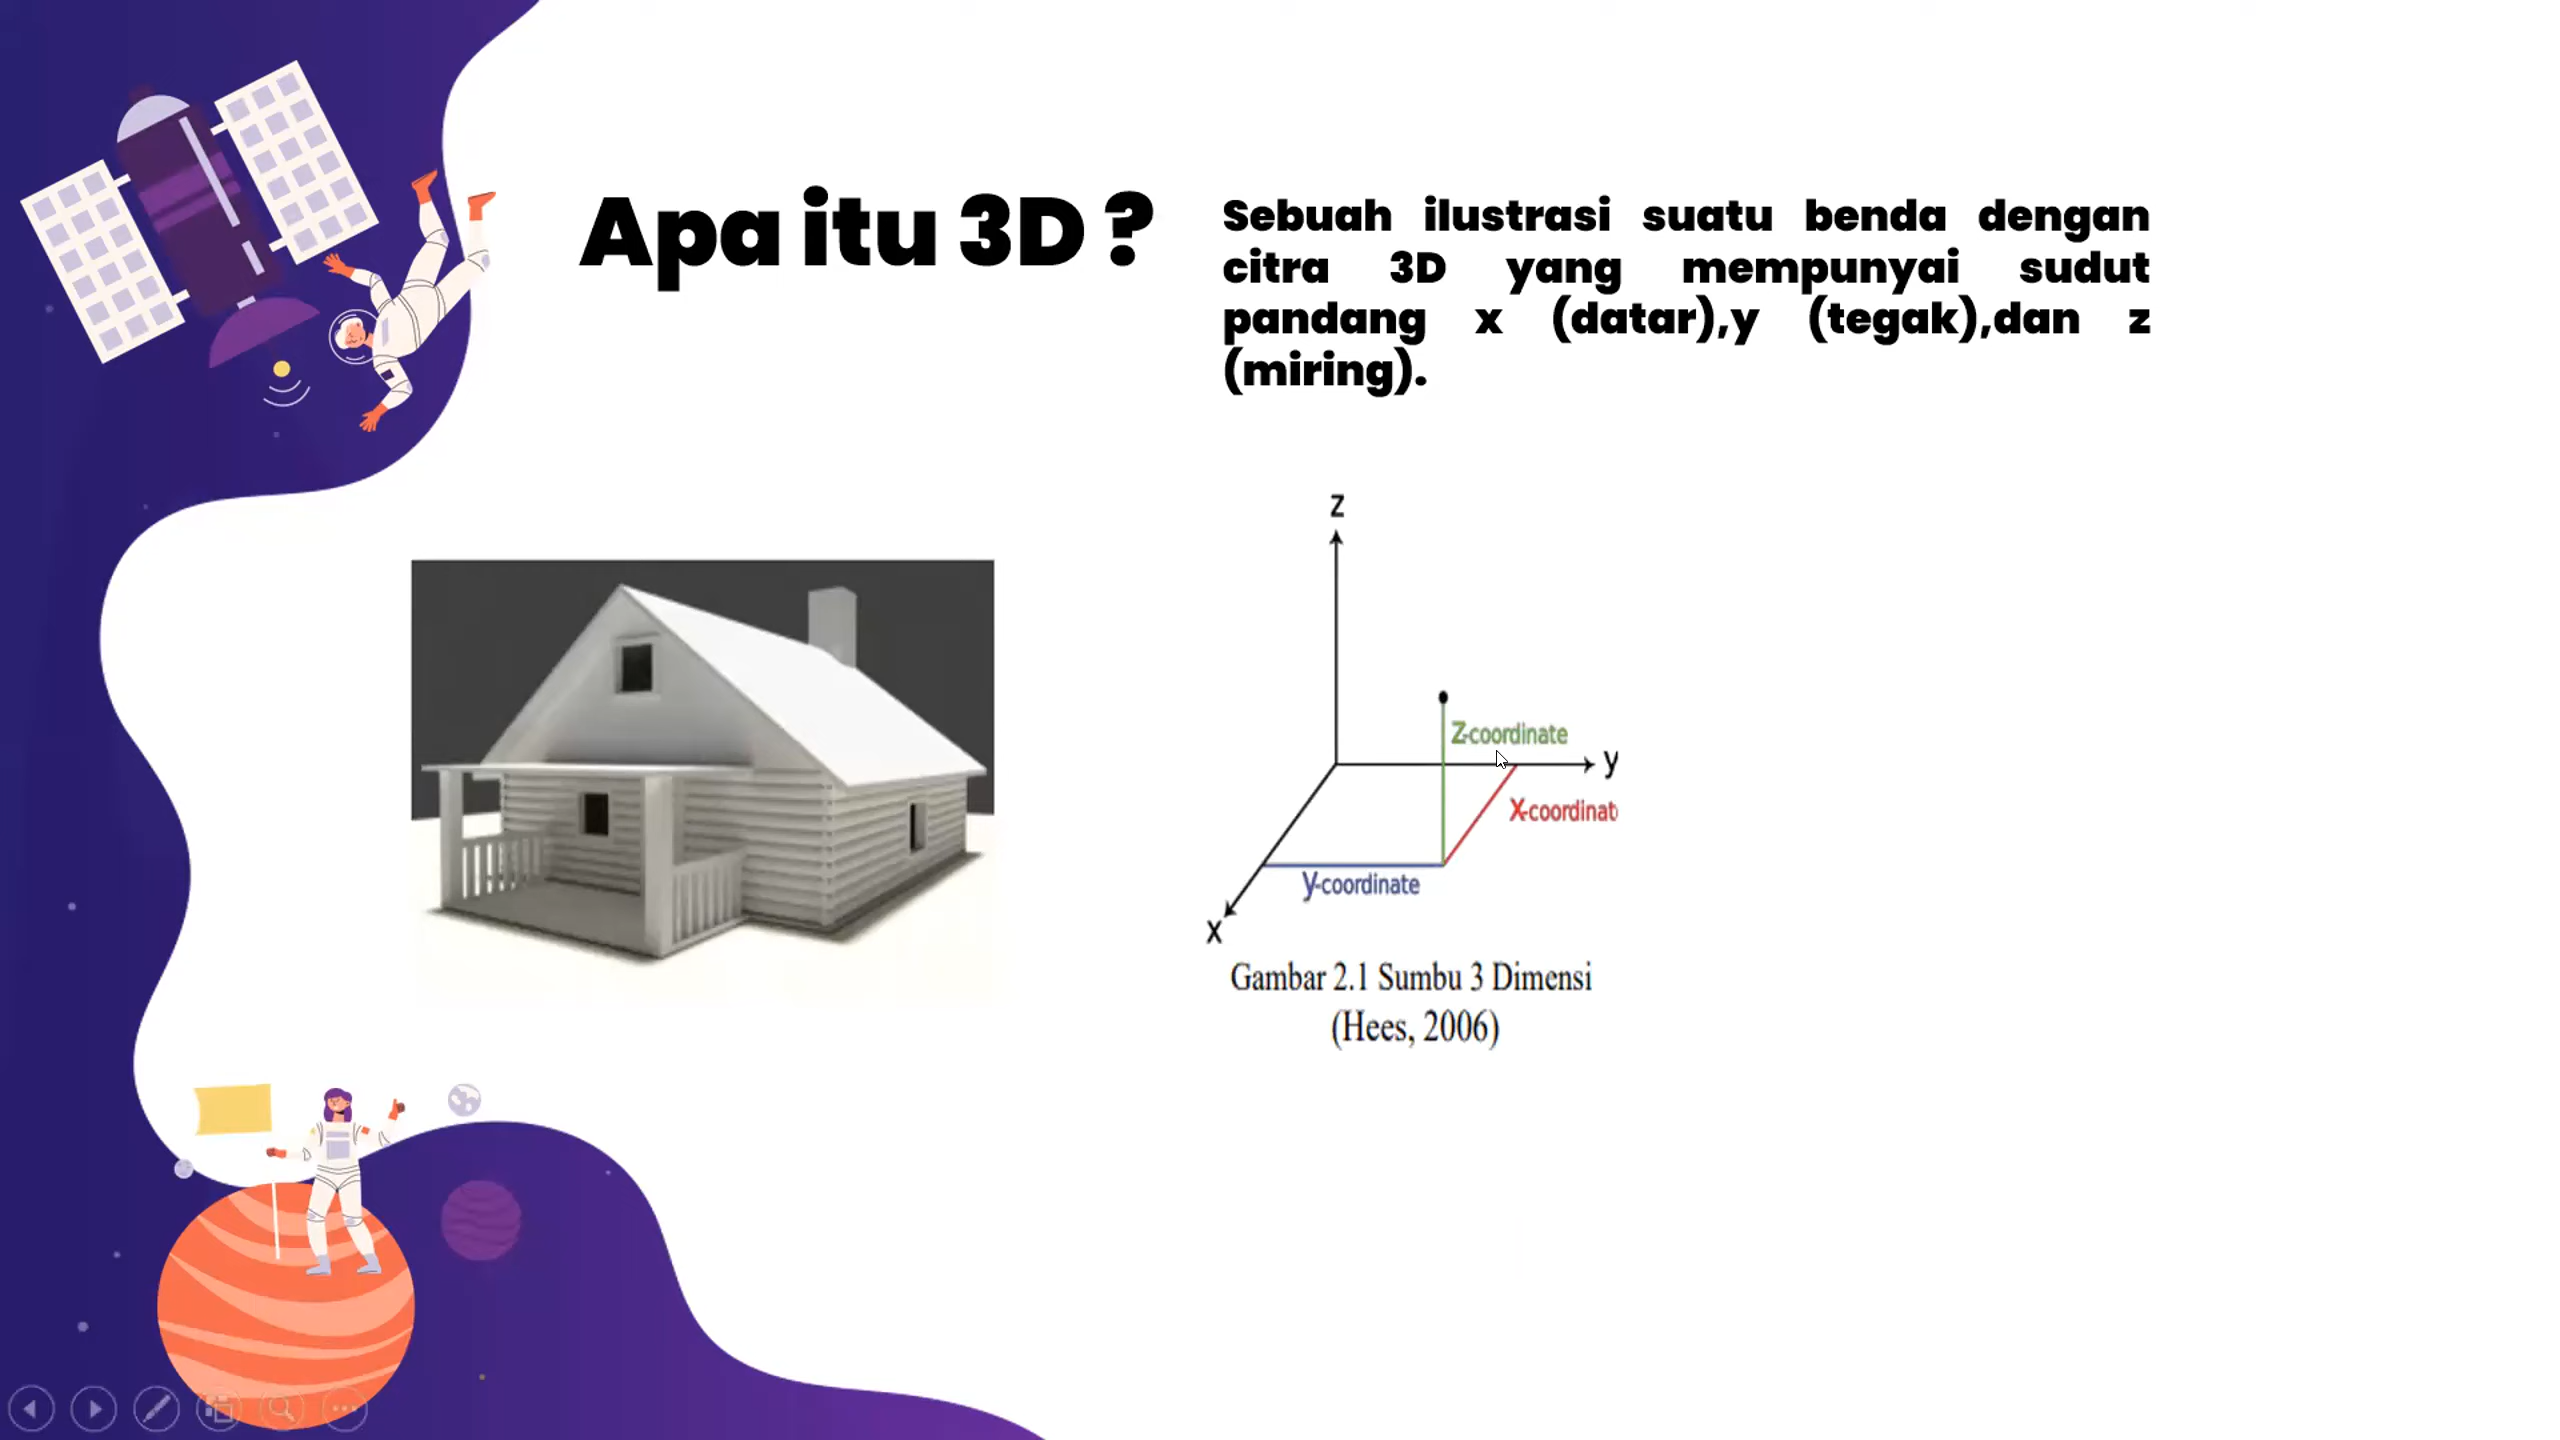 Apa itu 3D ?
Sebuah ilustrasi suatu benda dengan
citra 3D yang mempunyai sudut
pandang x (datar),y (tegak),dan z
(miring).
z
Z-coordinate
y
X-coordinat
y-coordinate
x
Gambar 2.1 Sumbu 3 Dimensi
(Hees, 2006)